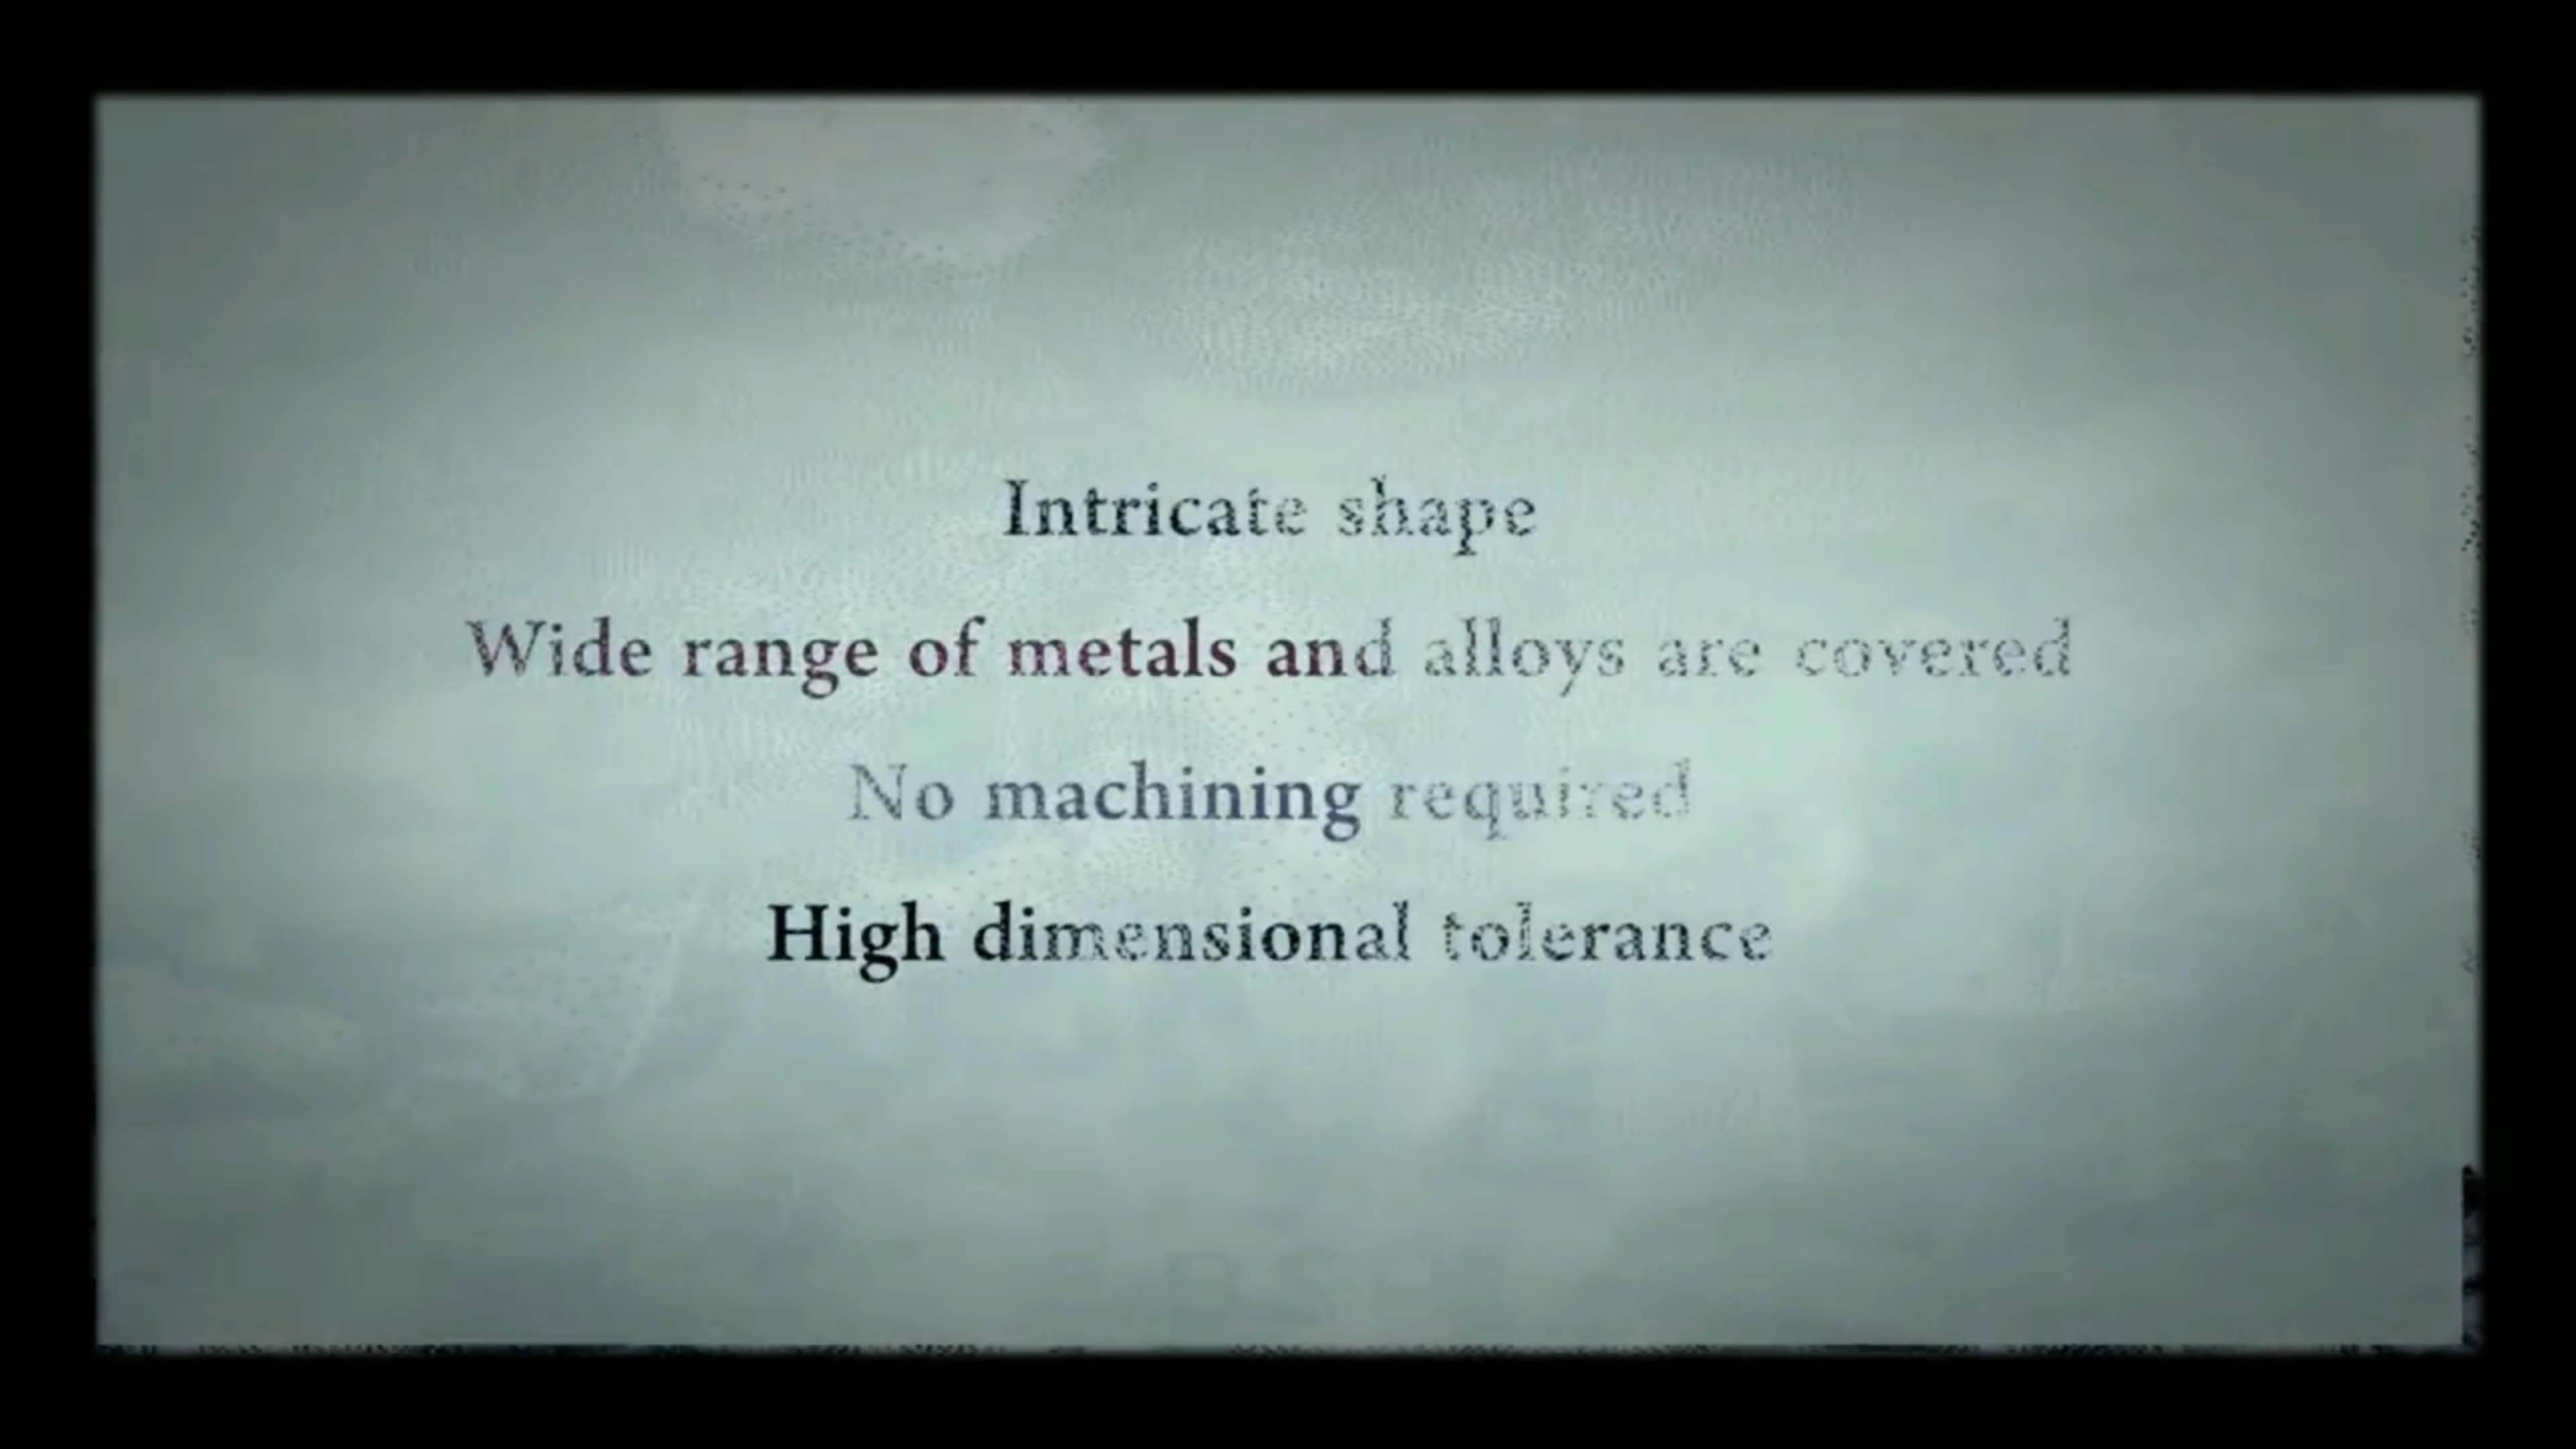 Intricate shape
Wide range of metals and alloys are covered
No machining required
High dimensional tolerance